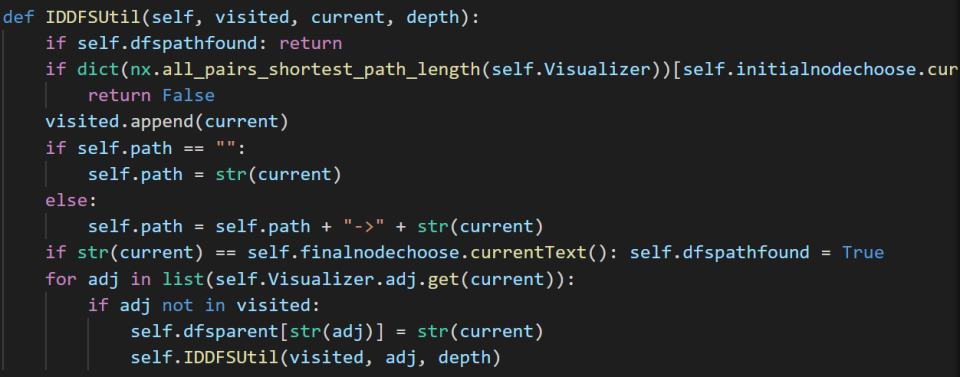 def IDDFSUtil(self, visited, current, depth):
    if self.dfspathfound: return
    if dict(nx.all_pairs_shortest_path_length(self.Visualizer))[self.initialnodechoose.cur
        return False
    visited.append(current)
    if self.path == "":
        self.path = str(current)
    else:
        self.path = self.path + "->" + str(current)
    if str(current) == self.finalnodechoose.currentText(): self.dfspathfound = True
    for adj in list(self.Visualizer.adj.get(current)):
        if adj not in visited:
            self.dfsparent[str(adj)] = str(current)
            self.IDDFSUtil(visited, adj, depth)